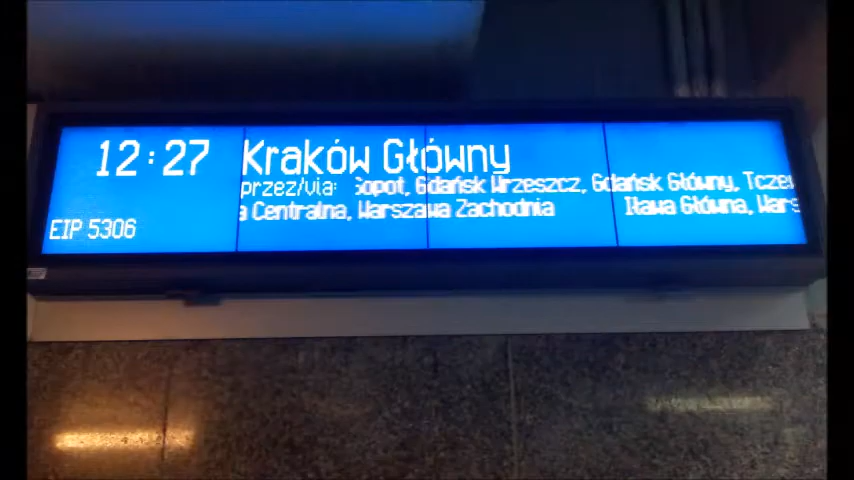 12:27 Kraków Główny
przez/via: Sopot, Gdańsk Wrzeszcz, Gdańsk Główny, Tczew
a Centralna, Warszawa Zachodnia Iława Główna, Wars
EIP 5306